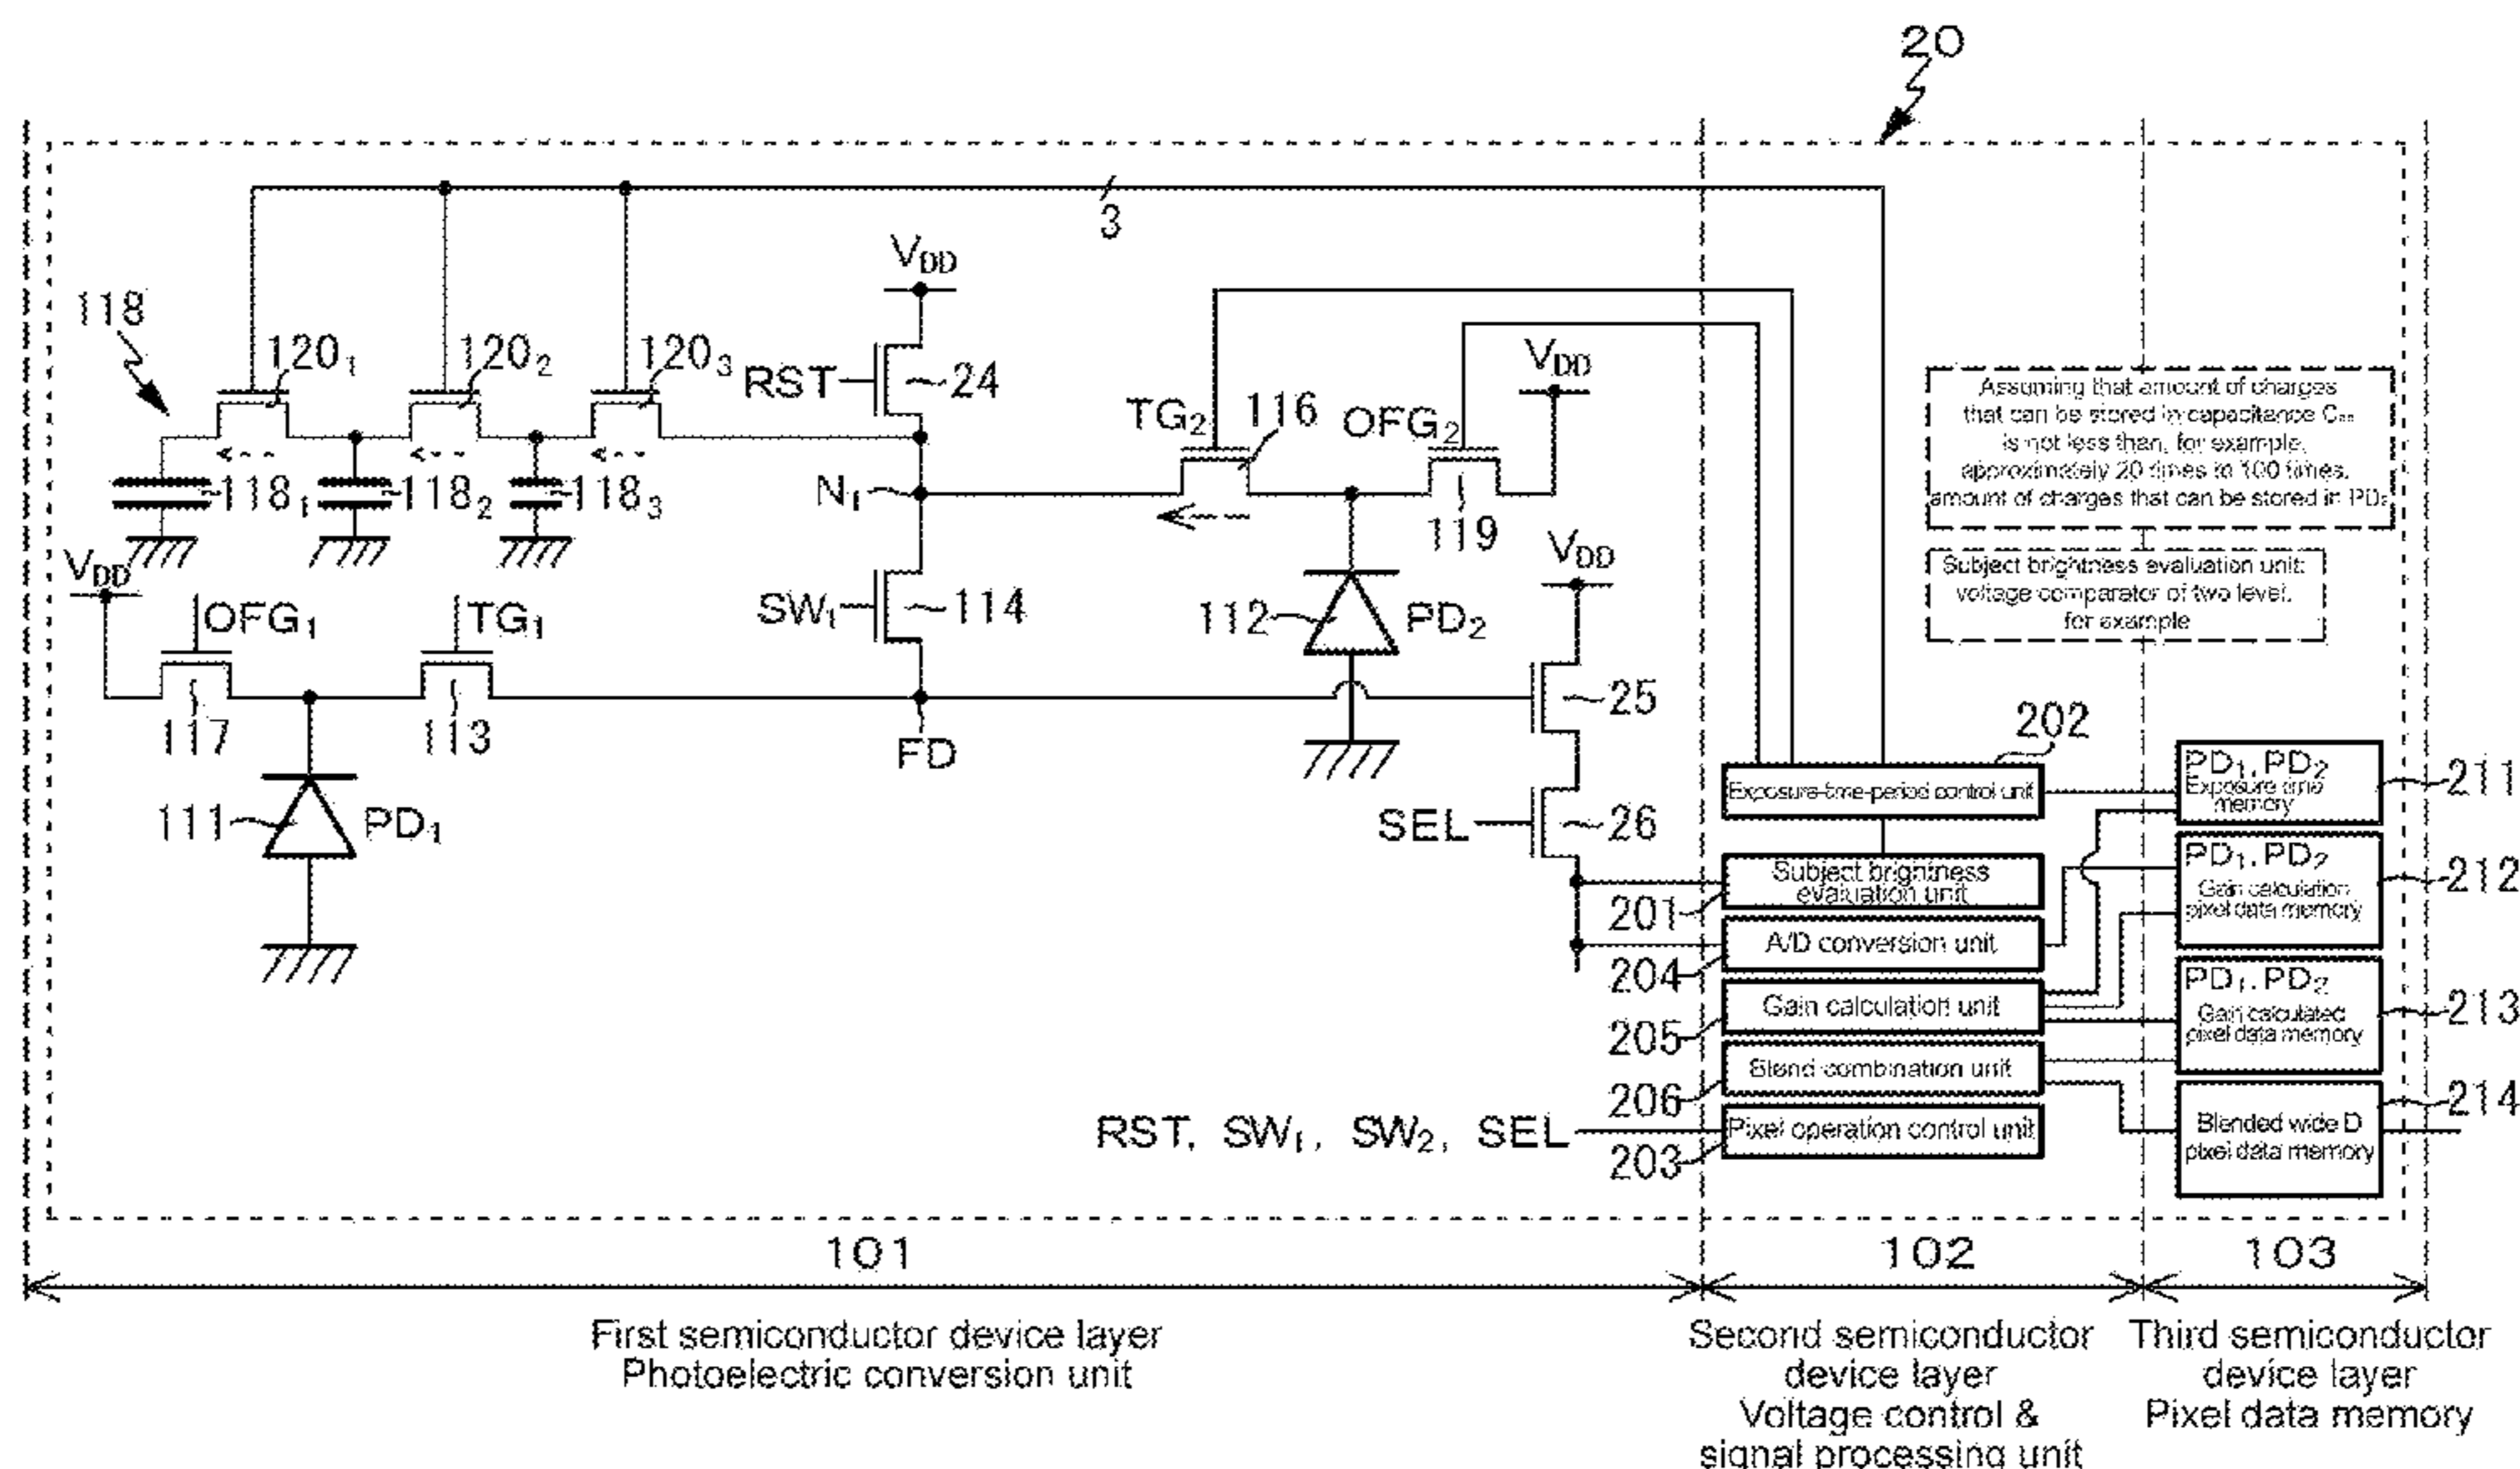 20
3
V_DD
118
120₁
120₂
120₃
RST
24
V_DD
TG₂
116
OFG₂
118₁
118₂
118₃
N₁
119
V_DD
V_DD
OFG₁
TG₁
SW₁
114
112
PD₂
117
113
FD
25
111
PD₁
SEL
26
Assuming that amount of charges
that can be stored in capacitance
is not less than, for example,
approximately 20 times to 100 times,
amount of charges that can be stored in PD₂
Subject brightness evaluation unit:
voltage comparator of two level,
for example
202
Exposure-time-period control unit
Subject brightness
evaluation unit
201
A/D conversion unit
204
Gain calculation unit
205
Blend combination unit
206
RST, SW₁, SW₂, SEL
Pixel operation control unit
203
PD₁, PD₂
Exposure time
memory
211
PD₁, PD₂
Gain calculation
pixel data memory
212
PD₁, PD₂
Gain calculated
pixel data memory
213
Blended wide D
pixel data memory
214
101
102
103
First semiconductor device layer
Photoelectric conversion unit
Second semiconductor
device layer
Voltage control &
signal processing unit
Third semiconductor
device layer
Pixel data memory